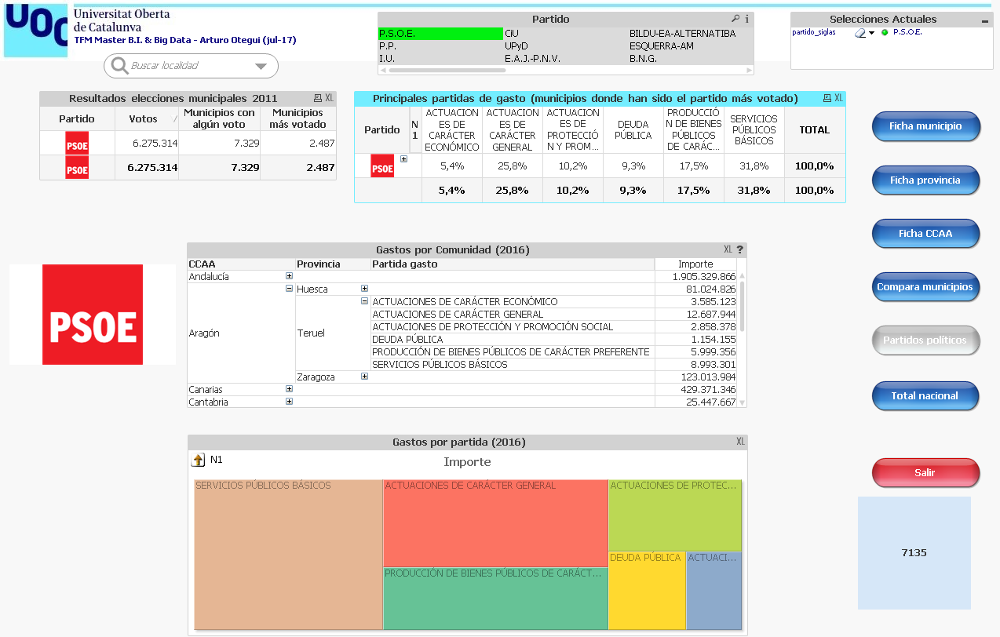 UOC
Universitat Oberta
de Catalunya
TFM Master B.I. & Big Data - Arturo Otegui (jul-17)
Buscar localidad
Partido
P.S.O.E. CiU BILDU-EA-ALTERNATIBA
P.P. UPyD ESQUERRA-AM
I.U. E.A.J.-P.N.V. B.N.G.
Selecciones Actuales
partido_siglas P.S.O.E.
Resultados elecciones municipales 2011 XL
Partido Votos Municipios con algún voto Municipios más votado
PSOE 6.275.314 7.329 2.487
PSOE 6.275.314 7.329 2.487
Principales partidas de gasto (municipios donde han sido el partido más votado) XL
Partido N1 ACTUACIONES DE CARÁCTER ECONÓMICO ACTUACIONES DE CARÁCTER GENERAL ACTUACIONES DE PROTECCIÓN Y PROM... DEUDA PÚBLICA PRODUCCIÓN DE BIENES PÚBLICOS DE CARÁC... SERVICIOS PÚBLICOS BÁSICOS TOTAL
PSOE 5,4% 25,8% 10,2% 9,3% 17,5% 31,8% 100,0%
5,4% 25,8% 10,2% 9,3% 17,5% 31,8% 100,0%
Ficha municipio
Ficha provincia
Ficha CCAA
Compara municipios
Partidos políticos
Total nacional
Salir
7135
PSOE
Gastos por Comunidad (2016) XL ?
CCAA Provincia Partida gasto Importe
Andalucía 1.905.329.866
Aragón Huesca 81.024.826
Teruel ACTUACIONES DE CARÁCTER ECONÓMICO 3.585.123
ACTUACIONES DE CARÁCTER GENERAL 12.687.944
ACTUACIONES DE PROTECCIÓN Y PROMOCIÓN SOCIAL 2.858.378
DEUDA PÚBLICA 1.154.155
PRODUCCIÓN DE BIENES PÚBLICOS DE CARÁCTER PREFERENTE 5.999.356
SERVICIOS PÚBLICOS BÁSICOS 8.993.301
Zaragoza 123.013.984
Canarias 429.371.346
Cantabria 25.447.667
Gastos por partida (2016) XL
N1 Importe
SERVICIOS PÚBLICOS BÁSICOS
ACTUACIONES DE CARÁCTER GENERAL
ACTUACIONES DE PROTEC...
DEUDA PÚBLICA
ACTUACI...
PRODUCCIÓN DE BIENES PÚBLICOS DE CARÁCT...